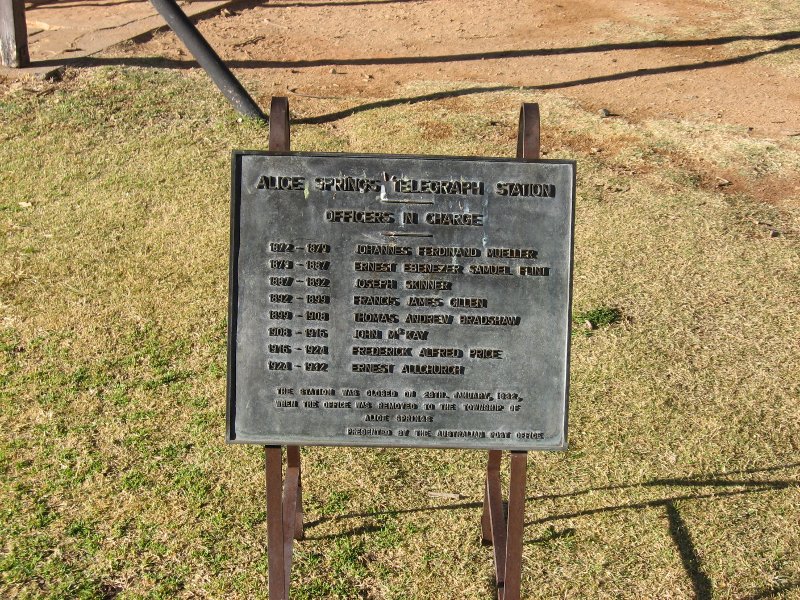 ALICE SPRINGS TELEGRAPH STATION
OFFICERS IN CHARGE
1872 - 1879 JOHANNES FERDINAND MUELLER
1879 - 1887 ERNEST EBENEZER SAMUEL FLINT
1887 - 1892 JOSEPH SKINNER
1892 - 1899 FRANCIS JAMES GILLEN
1899 - 1908 THOMAS ANDREW BRADSHAW
1908 - 1916 JOHN McKAY
1916 - 1924 FREDERICK ALFRED PRICE
1924 - 1932 ERNEST ALLCHURCH
THE STATION WAS CLOSED ON JANUARY, 1932,
WHEN THE OFFICE WAS REMOVED TO THE TOWNSHIP OF
ALICE SPRINGS
PRESENTED BY THE AUSTRALIAN POST OFFICE